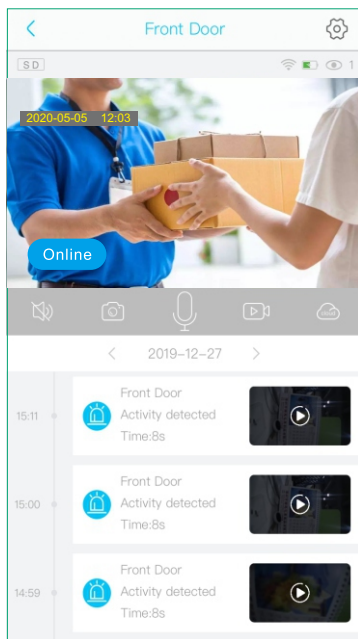 Front Door
SD
1
2020-05-05 12:03
Online
2019-12-27
15:11
Front Door
Activity detected
Time:8s
15:00
Front Door
Activity detected
Time:8s
14:59
Front Door
Activity detected
Time:8s